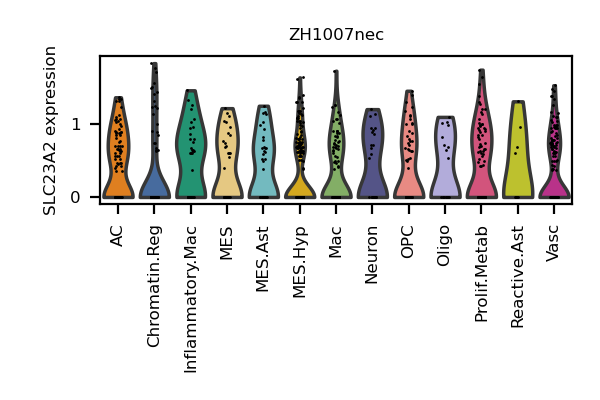 ZH1007nec
SLC23A2 expression
1
0
AC
Chromatin.Reg
Inflammatory.Mac
MES
MES.Ast
MES.Hyp
Mac
Neuron
OPC
Oligo
Prolif.Metab
Reactive.Ast
Vasc